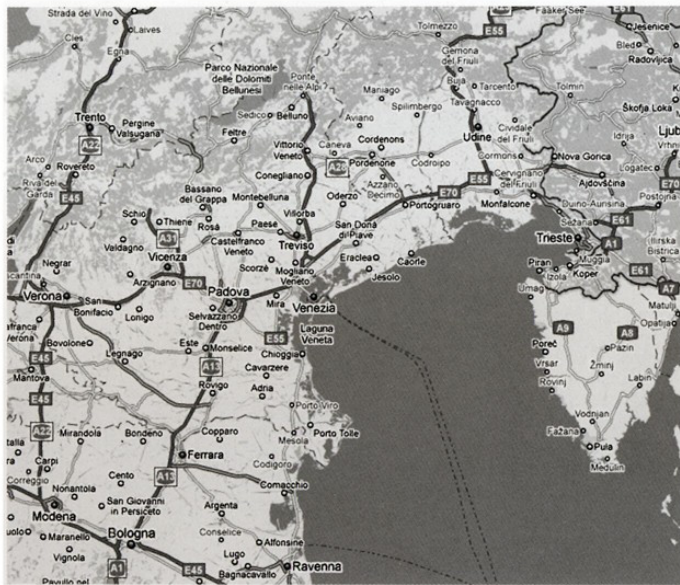 Strada del Vino
Laives
Cles
Egna
Tolmezzo
E55
Faaker See
E61
Jesenice
Bled
Radovljica
Gemona
del Friuli
Buja
Tarcento
Tolmin
Parco Nazionale
delle Dolomiti
Bellunesi
Ponte
nelle Alpi
Maniago
Spilimbergo
Tavagnacco
Škofja Loka
Trento
Pergine
Valsugana
Sedico
Belluno
Aviano
Udine
Cividale
del Friuli
Idrija
A22
Feltre
Vittorio
Veneto
Caneva
Cordenons
Pordenone
Codroipo
Cormons
Nova Gorica
Logatec
Vrhni
Arco
Rovereto
Riva del
Garda
A28
Conegliano
Azzano
Decimo
E55
Cervignano
del Friuli
Ajdovščina
E70
Postojna
E45
Bassano
del Grappa
Montebelluna
Oderzo
E70
Portogruaro
Monfalcone
Duino-Aurisina
Sežana
E61
Schio
Thiene
Rosà
Villorba
Paese
San Donà
di Piave
Trieste
A1
Ilirska
Bistrica
Valdagno
A31
Vicenza
Castelfranco
Veneto
Treviso
Muggia
Negrar
Scorzè
Mogliano
Veneto
Eraclea
Caorle
Jesolo
Piran
Izola
Koper
E61
Arzignano
E70
Padova
Verona
San
Bonifacio
Lonigo
Selvazzano
Dentro
Mira
Venezia
Umag
A7
Matulji
Opatija
Laguna
Veneta
E45
Bovolone
Este
Monselice
E55
Chioggia
A9
A8
Poreč
Pazin
Legnago
A13
Cavarzere
Vrsar
Žminj
Mantova
Rovigo
Adria
Rovinj
Labin
E45
Porto Viro
Vodnjan
A22
Mirandola
Bondeno
Copparo
Mesola
Porto Tolle
Fažana
Pula
Carpi
Ferrara
Codigoro
Medulin
Correggio
Nonantola
Cento
A13
Comacchio
Modena
San Giovanni
in Persiceto
Argenta
Maranello
Bologna
Conselice
Alfonsine
Vignola
Lugo
Ravenna
A1
E45
Bagnacavallo
Pavullo nel